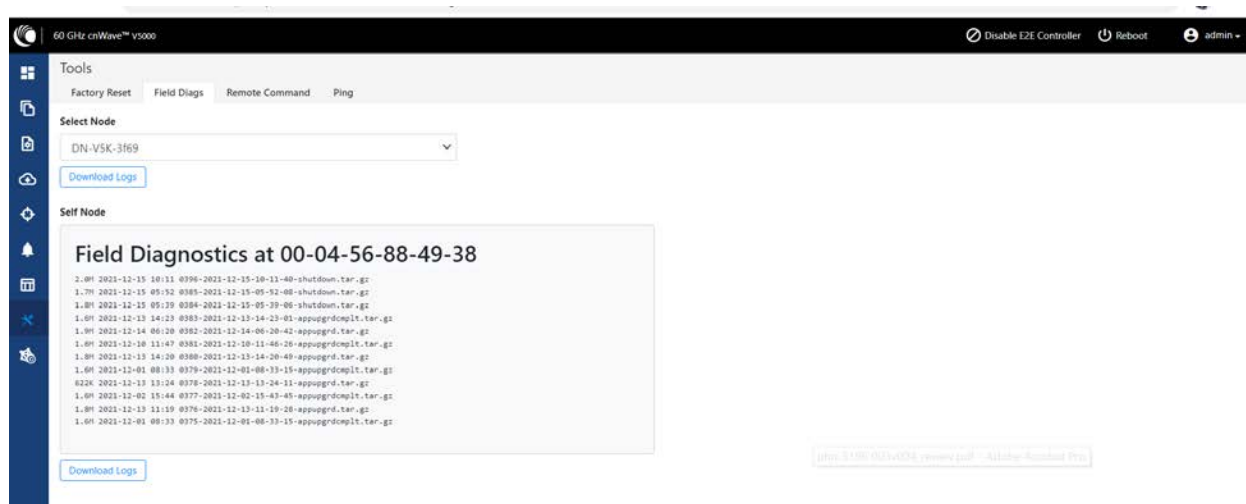 60 GHz cnWave™ V5000
Disable E2E Controller Reboot admin
Tools
Factory Reset Field Diags Remote Command Ping
Select Node
DN-V5K-3f69
Download Logs
Self Node
Field Diagnostics at 00-04-56-88-49-38
2.0M 2021-12-15 10:11 0396-2021-12-15-10-11-40-shutdown.tar.gz
1.7M 2021-12-15 05:52 0385-2021-12-15-05-52-08-shutdown.tar.gz
1.8M 2021-12-15 05:39 0384-2021-12-15-05-39-06-shutdown.tar.gz
1.6M 2021-12-13 14:23 0383-2021-12-13-14-23-01-appupgrdcmplt.tar.gz
1.9M 2021-12-14 06:20 0382-2021-12-14-06-20-42-appupgrd.tar.gz
1.6M 2021-12-10 11:47 0381-2021-12-10-11-46-26-appupgrdcmplt.tar.gz
1.8M 2021-12-13 14:20 0380-2021-12-13-14-20-49-appupgrd.tar.gz
1.6M 2021-12-01 08:33 0379-2021-12-01-08-33-15-appupgrdcmplt.tar.gz
622K 2021-12-13 13:24 0378-2021-12-13-13-24-11-appupgrd.tar.gz
1.6M 2021-12-02 15:44 0377-2021-12-02-15-43-45-appupgrdcmplt.tar.gz
1.8M 2021-12-13 11:19 0376-2021-12-13-11-19-28-appupgrd.tar.gz
1.6M 2021-12-01 08:33 0375-2021-12-01-08-33-15-appupgrdcmplt.tar.gz
Download Logs